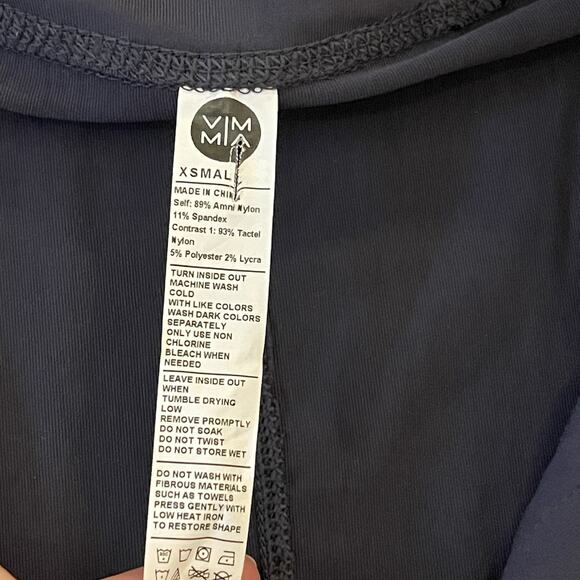 VIM
MIA
XSMALL
MADE IN CHINA
Self: 89% Amni Nylon
11% Spandex
Contrast 1: 93% Tactel
Nylon
5% Polyester 2% Lycra
TURN INSIDE OUT
MACHINE WASH
COLD
WITH LIKE COLORS
WASH DARK COLORS
SEPARATELY
ONLY USE NON
CHLORINE
BLEACH WHEN
NEEDED
LEAVE INSIDE OUT
WHEN
TUMBLE DRYING
LOW
REMOVE PROMPTLY
DO NOT SOAK
DO NOT TWIST
DO NOT STORE WET
DO NOT WASH WITH
FIBROUS MATERIALS
SUCH AS TOWELS
PRESS GENTLY WITH
LOW HEAT IRON
TO RESTORE SHAPE